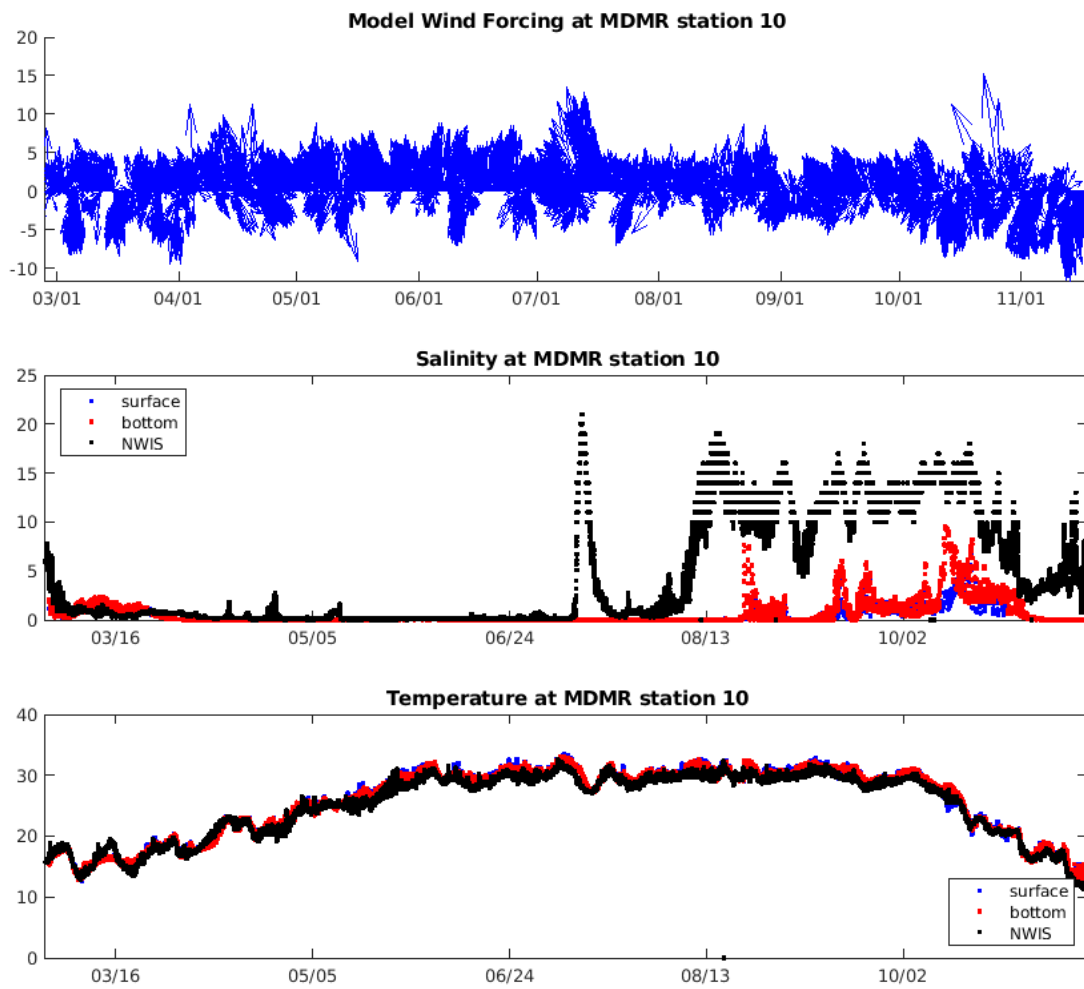 Model Wind Forcing at MDMR station 10
20
15
10
5
0
-5
-10
03/01 04/01 05/01 06/01 07/01 08/01 09/01 10/01 11/01
Salinity at MDMR station 10
25
20
15
10
5
0
surface
bottom
NWIS
03/16 05/05 06/24 08/13 10/02
Temperature at MDMR station 10
40
30
20
10
0
surface
bottom
NWIS
03/16 05/05 06/24 08/13 10/02